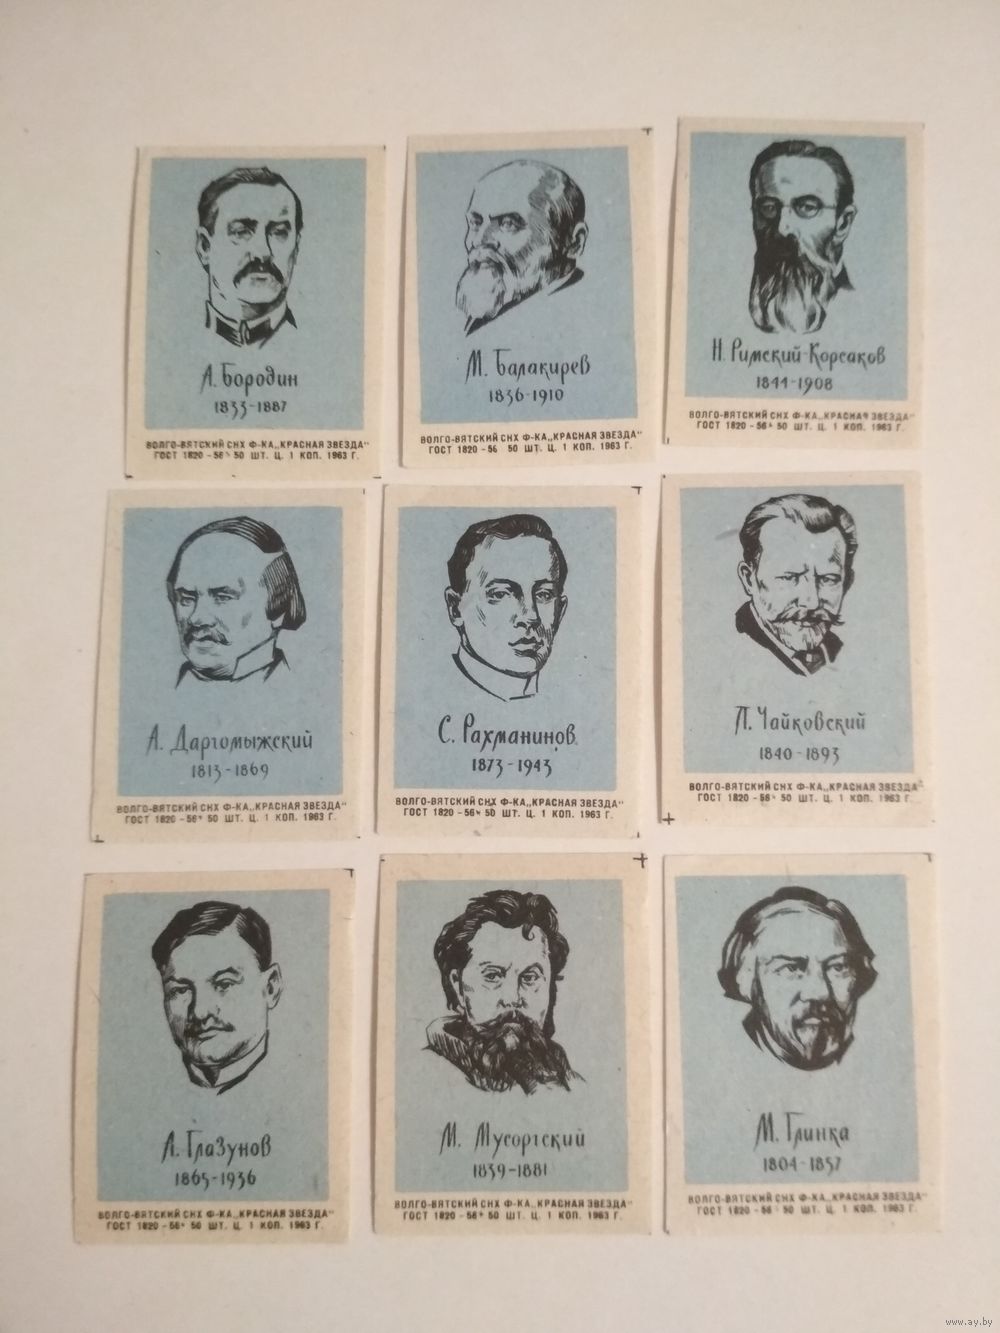 А. Бородин
1833-1887
ВОЛГО-ВЯТСКИЙ СНХ Ф-КА „КРАСНАЯ ЗВЕЗДА"
ГОСТ 1820-56 50 ШТ. Ц. 1 КОП. 1963 Г.
М. Балакирев
1836-1910
ВОЛГО-ВЯТСКИЙ СНХ Ф-КА „КРАСНАЯ ЗВЕЗДА"
ГОСТ 1820-56 50 ШТ. Ц. 1 КОП. 1963 Г.
Н. Римский-Корсаков
1844-1908
ВОЛГО-ВЯТСКИЙ СНХ Ф-КА „КРАСНАЯ ЗВЕЗДА"
ГОСТ 1820-56* 50 ШТ. Ц. 1 КОП. 1963 Г.
А. Даргомыжский
1813-1869
ВОЛГО-ВЯТСКИЙ СНХ Ф-КА „КРАСНАЯ ЗВЕЗДА"
ГОСТ 1820-56* 50 ШТ. Ц. 1 КОП. 1963 Г.
С. Рахманинов
1873-1943
ВОЛГО-ВЯТСКИЙ СНХ Ф-КА „КРАСНАЯ ЗВЕЗДА"
ГОСТ 1820-56* 50 ШТ. Ц. 1 КОП. 1963 Г.
П. Чайковский
1840-1893
ВОЛГО-ВЯТСКИЙ СНХ Ф-КА „КРАСНАЯ ЗВЕЗДА"
ГОСТ 1820-56* 50 ШТ. Ц. 1 КОП. 1963 Г.
А. Глазунов
1865-1936
ВОЛГО-ВЯТСКИЙ СНХ Ф-КА „КРАСНАЯ ЗВЕЗДА"
ГОСТ 1820-56* 50 ШТ. Ц. 1 КОП. 1963 Г.
М. Мусоргский
1839-1881
ВОЛГО-ВЯТСКИЙ СНХ Ф-КА „КРАСНАЯ ЗВЕЗДА"
ГОСТ 1820-56* 50 ШТ. Ц. 1 КОП. 1963 Г.
М. Глинка
1804-1857
ВОЛГО-ВЯТСКИЙ СНХ Ф-КА „КРАСНАЯ ЗВЕЗДА"
ГОСТ 1820-56 50 ШТ. Ц. 1 КОП. 1963 Г.
www.ay.by